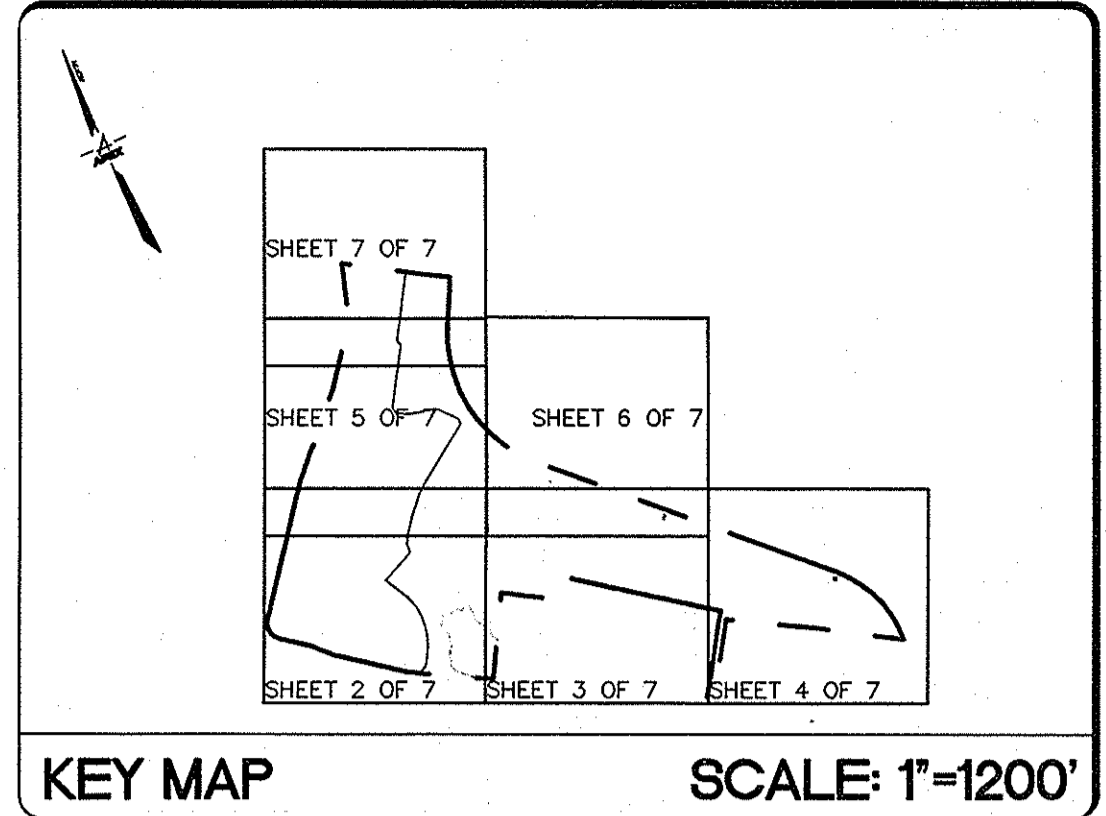 APEX
SHEET 7 OF 7
SHEET 5 OF 7
SHEET 6 OF 7
SHEET 2 OF 7
SHEET 3 OF 7
SHEET 4 OF 7
KEY MAP
SCALE: 1"=1200'